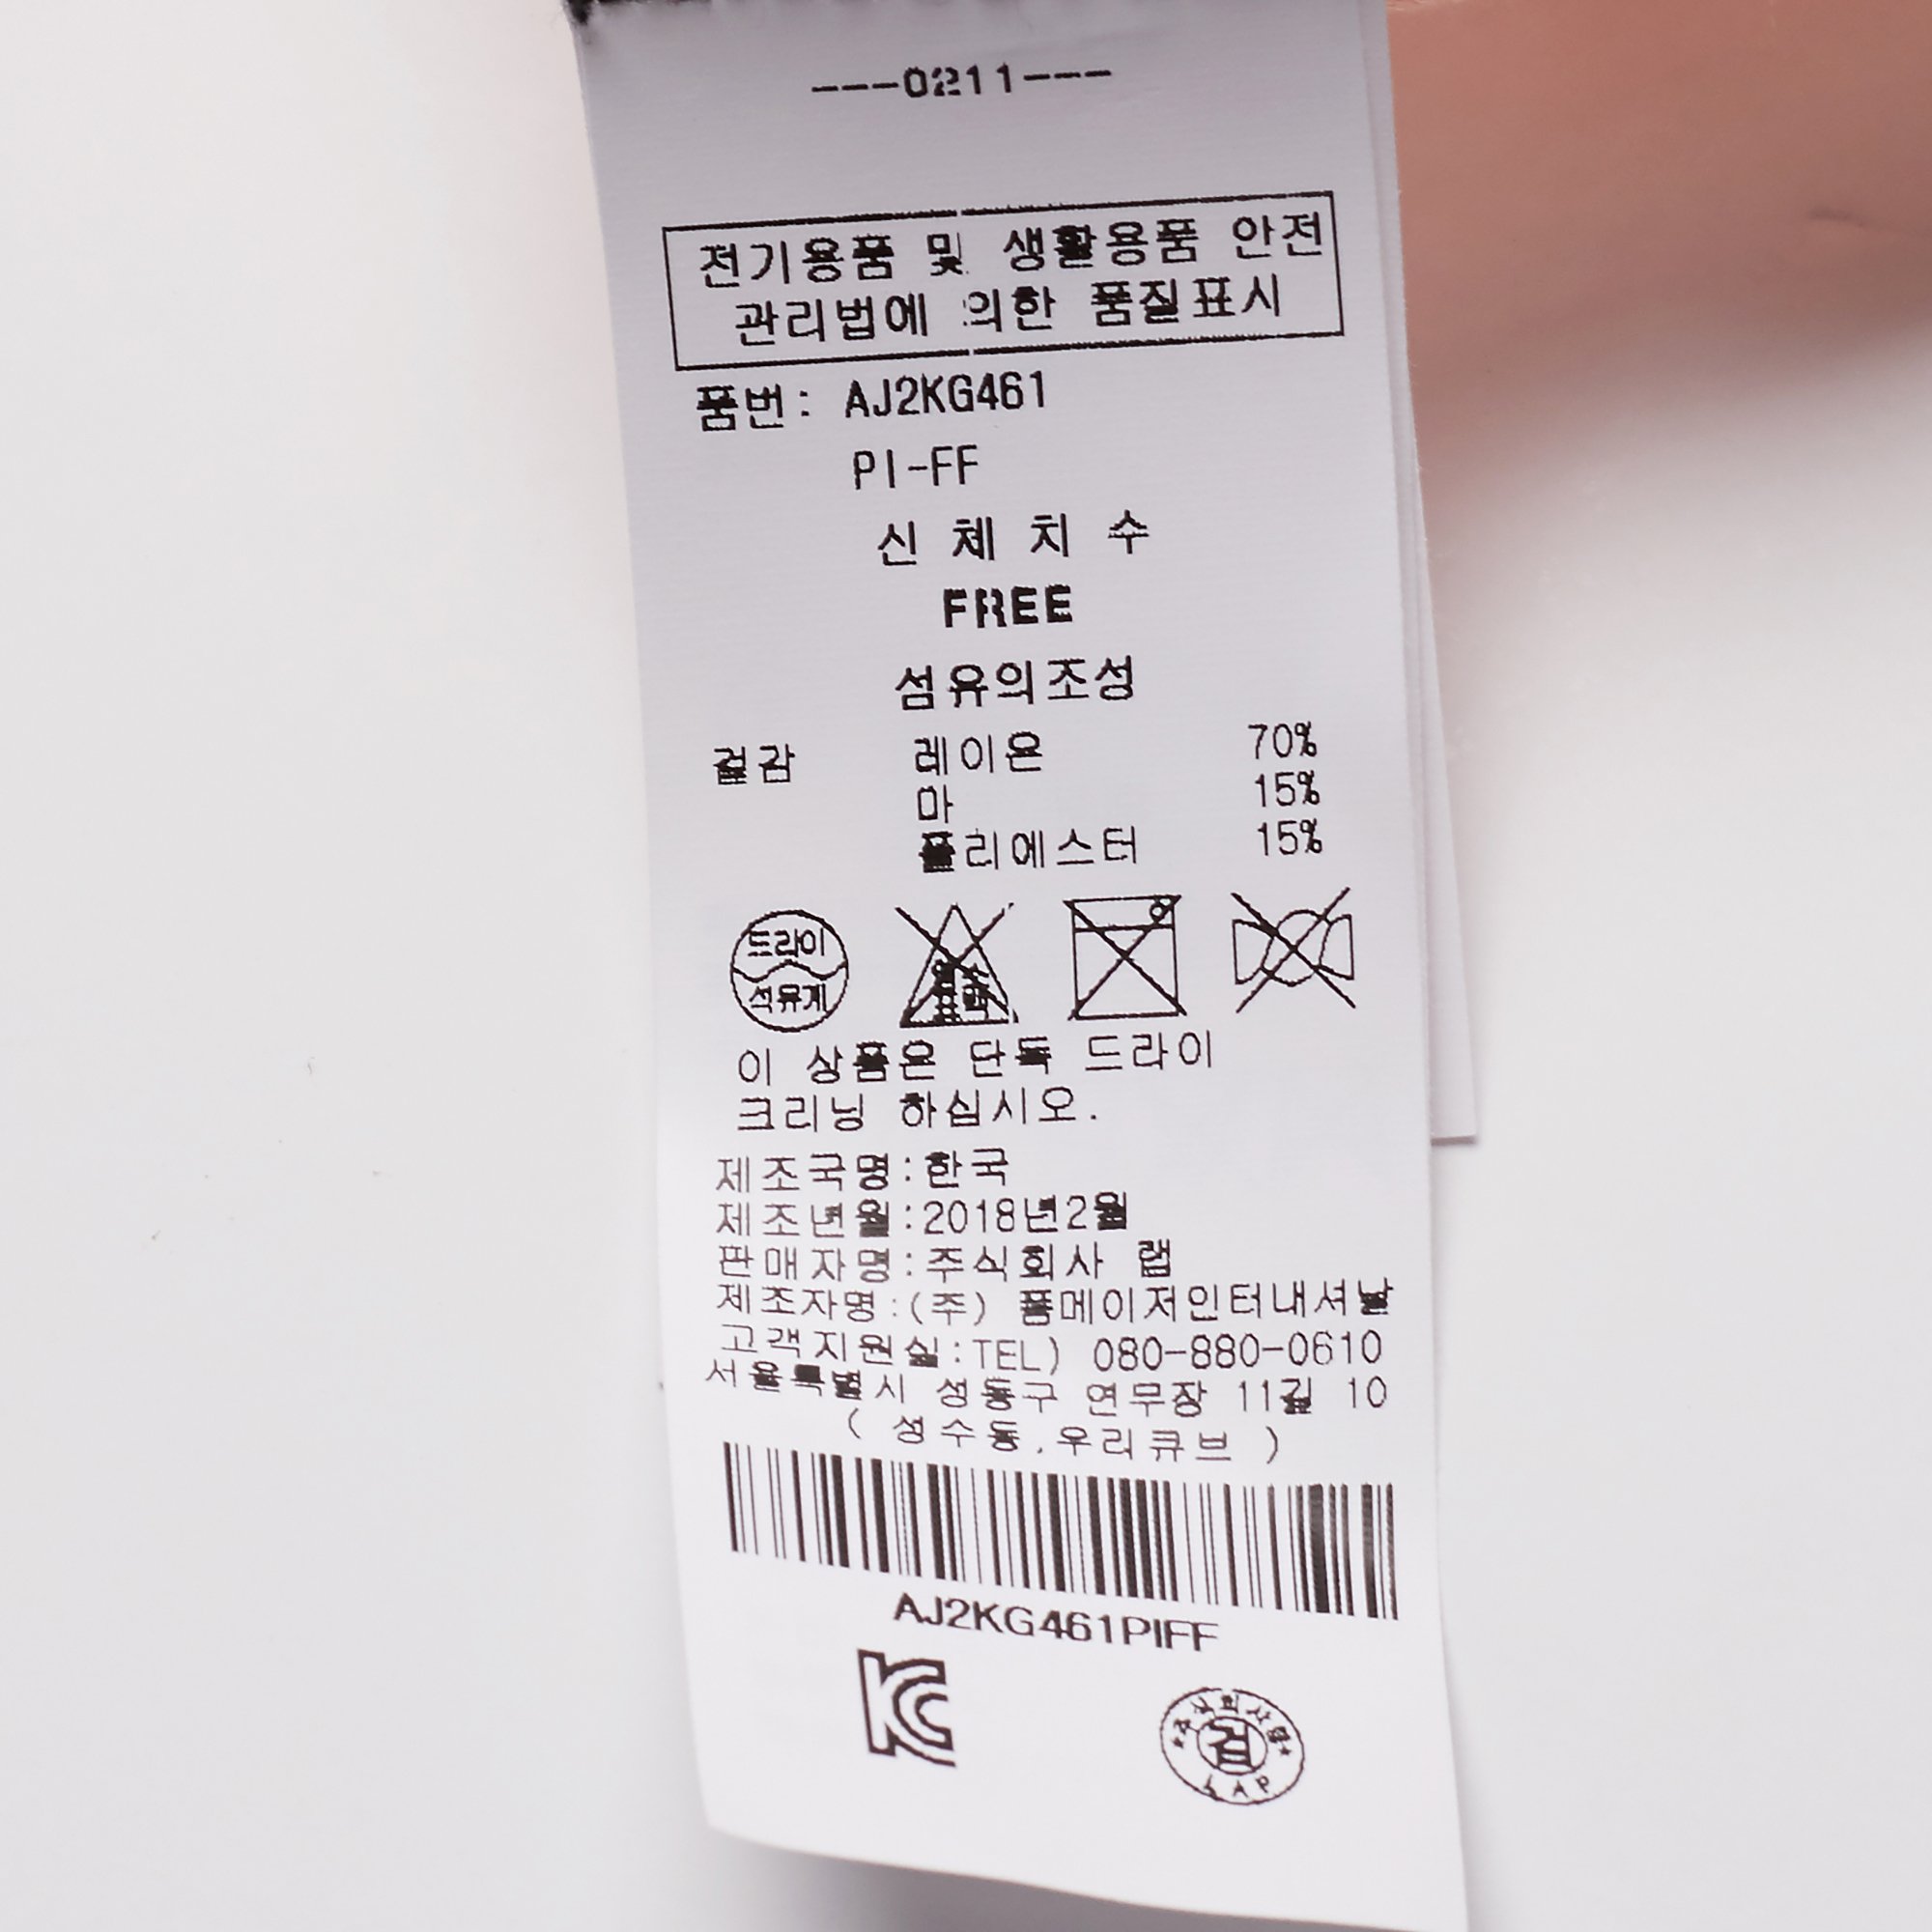 ---0211---
전기용품 및 생활용품 안전
관리법에 의한 품질표시
품번: AJ2KG461
PI-FF
신체치수
FREE
섬유의조성
겉감 레이온 70%
마 15%
폴리에스터 15%
드라이
석유계
염소
표백
이 상품은 단독 드라이
크리닝 하십시오.
제조국명:한국
제조년월:2018년2월
판매자명:주식회사 랩
제조자명:(주) 폼메이저인터내셔날
고객지원실:TEL) 080-880-0610
서울특별시 성동구 연무장 11길 10
( 성수동,우리큐브 )
AJ2KG461PIFF
KC
검
LAP